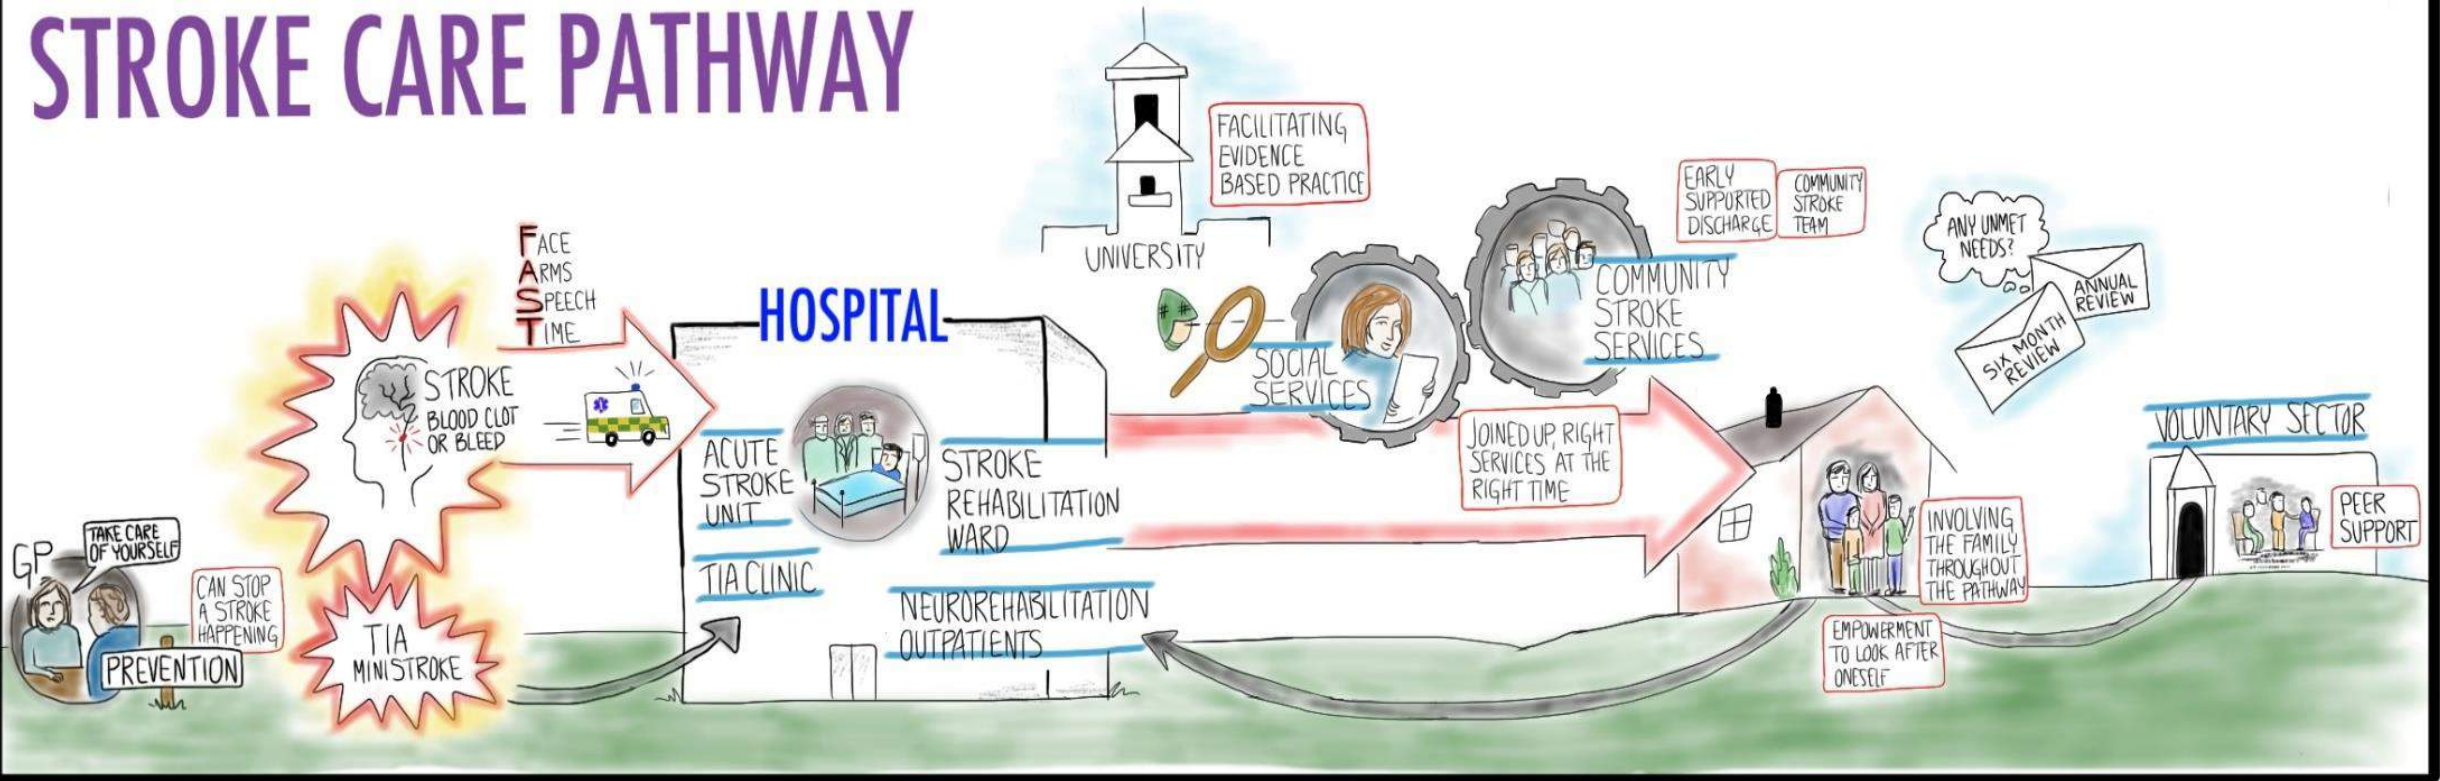 STROKE CARE PATHWAY
GP
TAKE CARE
OF YOURSELF
PREVENTION
CAN STOP
A STROKE
HAPPENING
STROKE
BLOOD CLOT
OR BLEED
TIA
MINISTROKE
FACE
ARMS
SPEECH
TIME
HOSPITAL
ACUTE
STROKE
UNIT
TIA CLINIC
STROKE
REHABILITATION
WARD
NEUROREHABILITATION
OUTPATIENTS
UNIVERSITY
FACILITATING
EVIDENCE
BASED PRACTICE
SOCIAL
SERVICES
COMMUNITY
STROKE
SERVICES
EARLY
SUPPORTED
DISCHARGE
COMMUNITY
STROKE
TEAM
JOINED UP, RIGHT
SERVICES AT THE
RIGHT TIME
INVOLVING
THE FAMILY
THROUGHOUT
THE PATHWAY
EMPOWERMENT
TO LOOK AFTER
ONESELF
ANY UNMET
NEEDS?
ANNUAL
REVIEW
SIX MONTH
REVIEW
VOLUNTARY SECTOR
PEER
SUPPORT